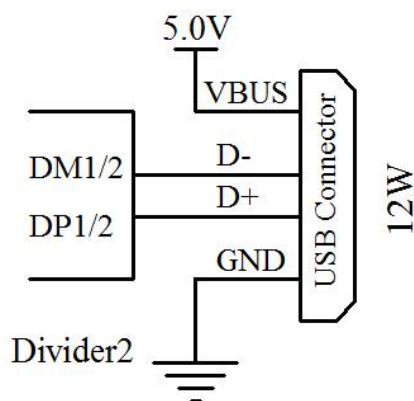 5.0V
VBUS
D-
DM1/2
D+
DP1/2
GND
USB Connector
12W
Divider2